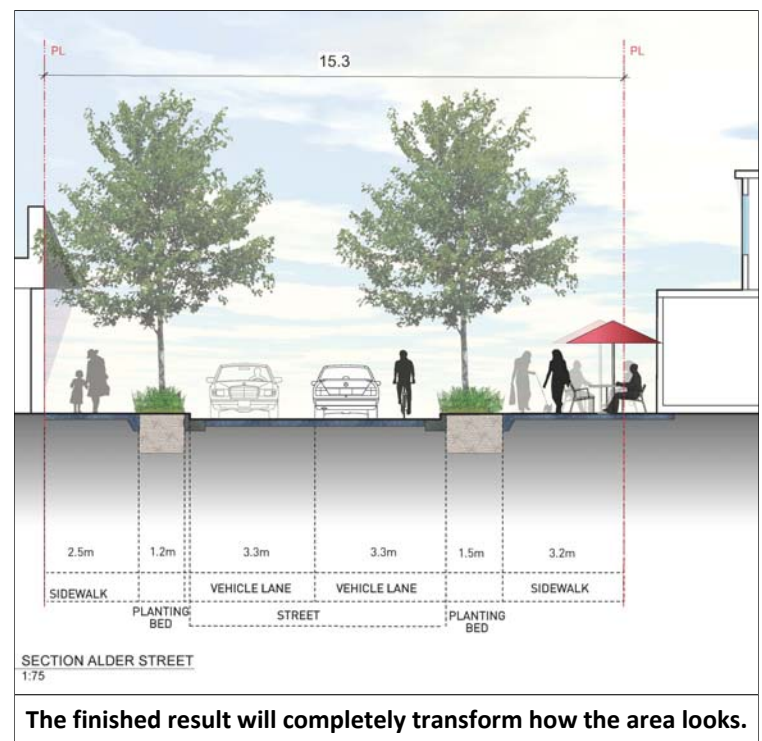 PL
PL
15.3
2.5m 1.2m 3.3m 3.3m 1.5m 3.2m
SIDEWALK VEHICLE LANE VEHICLE LANE SIDEWALK
PLANTING BED STREET PLANTING BED
SECTION ALDER STREET
1:75
The finished result will completely transform how the area looks.